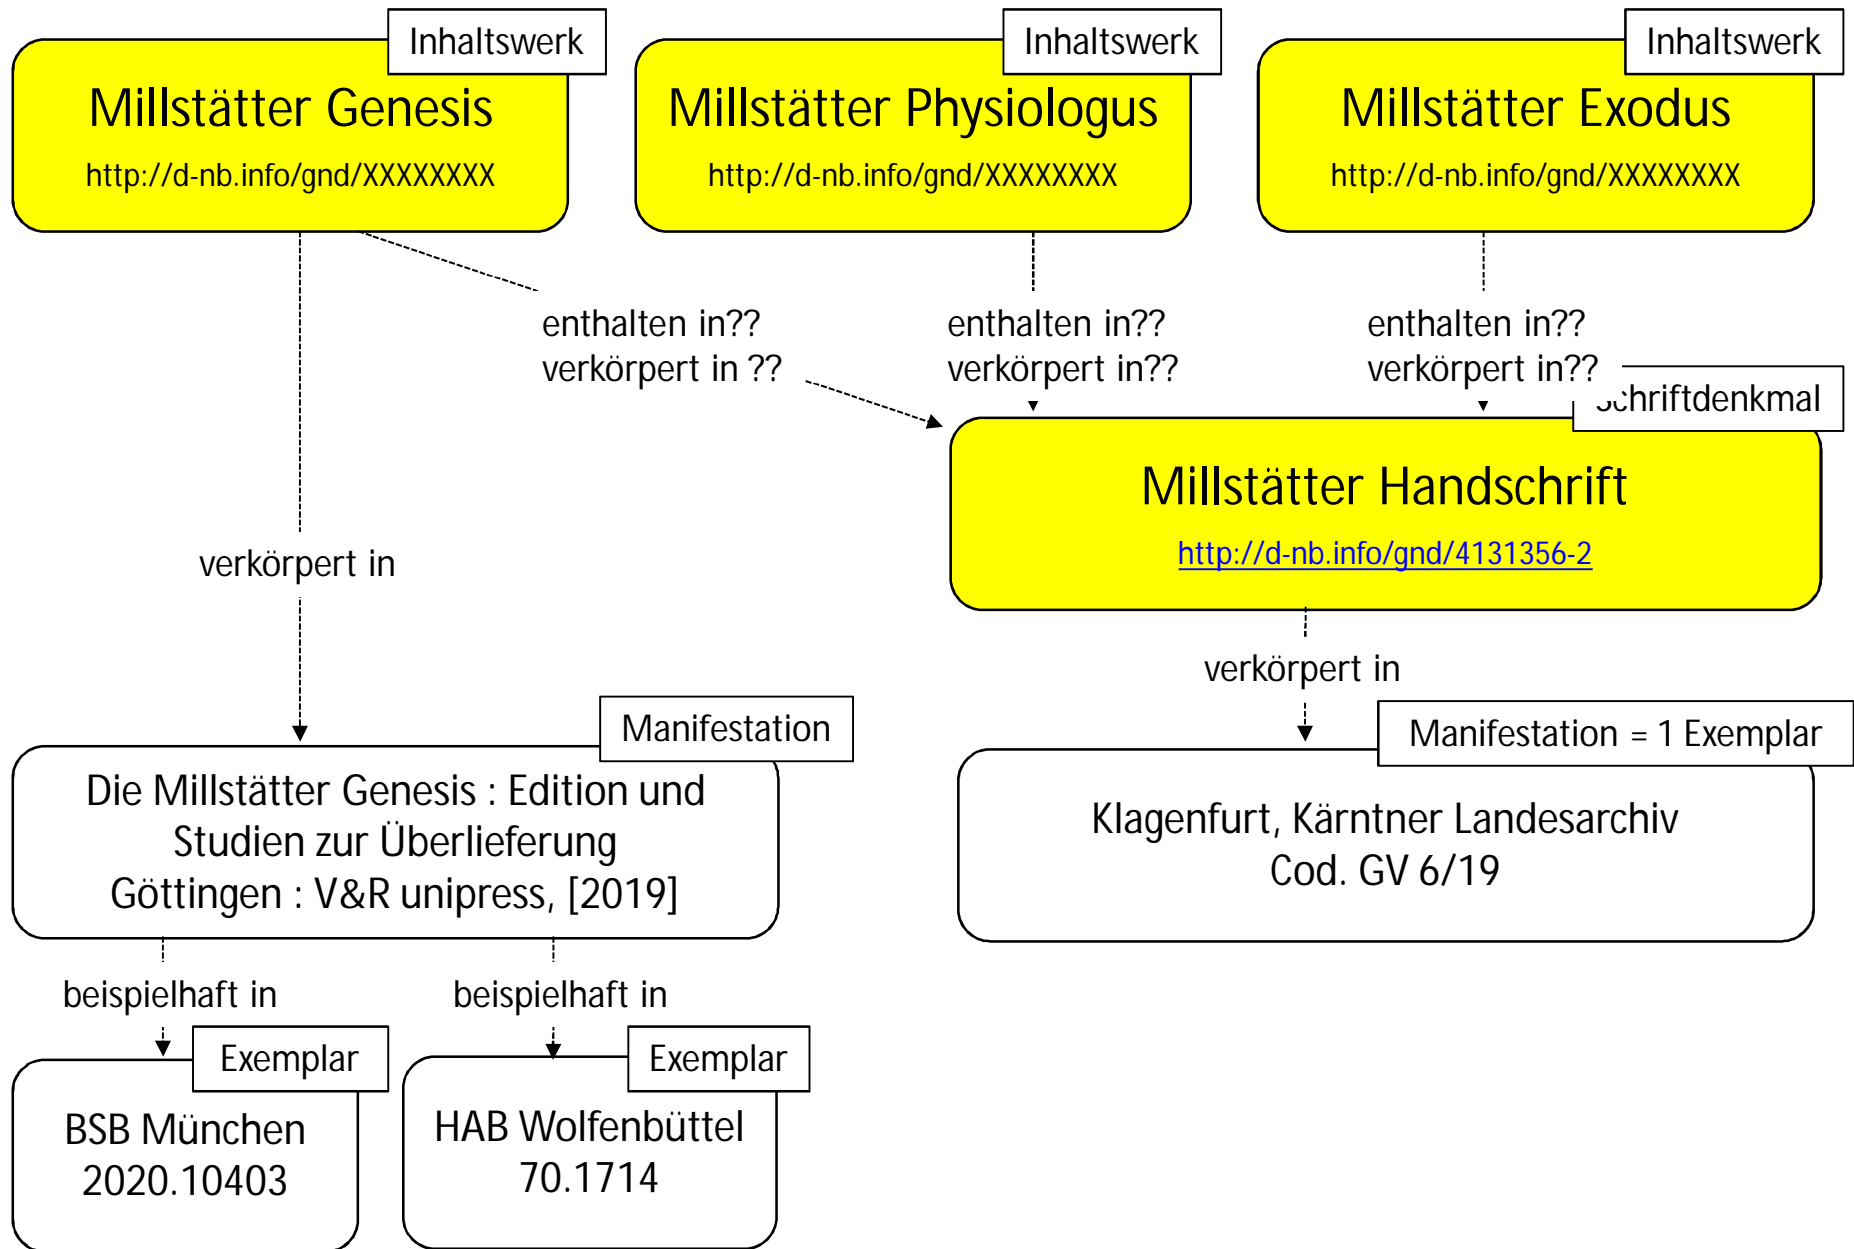 Inhaltswerk
Millstätter Genesis
http://d-nb.info/gnd/XXXXXXXX
Inhaltswerk
Millstätter Physiologus
http://d-nb.info/gnd/XXXXXXXX
Inhaltswerk
Millstätter Exodus
http://d-nb.info/gnd/XXXXXXXX
enthalten in??
verkörpert in ??
enthalten in??
verkörpert in??
enthalten in??
verkörpert in??
Schriftdenkmal
Millstätter Handschrift
http://d-nb.info/gnd/4131356-2
verkörpert in
verkörpert in
Manifestation
Die Millstätter Genesis : Edition und
Studien zur Überlieferung
Göttingen : V&R unipress, [2019]
Manifestation = 1 Exemplar
Klagenfurt, Kärntner Landesarchiv
Cod. GV 6/19
beispielhaft in
beispielhaft in
Exemplar
BSB München
2020.10403
Exemplar
HAB Wolfenbüttel
70.1714